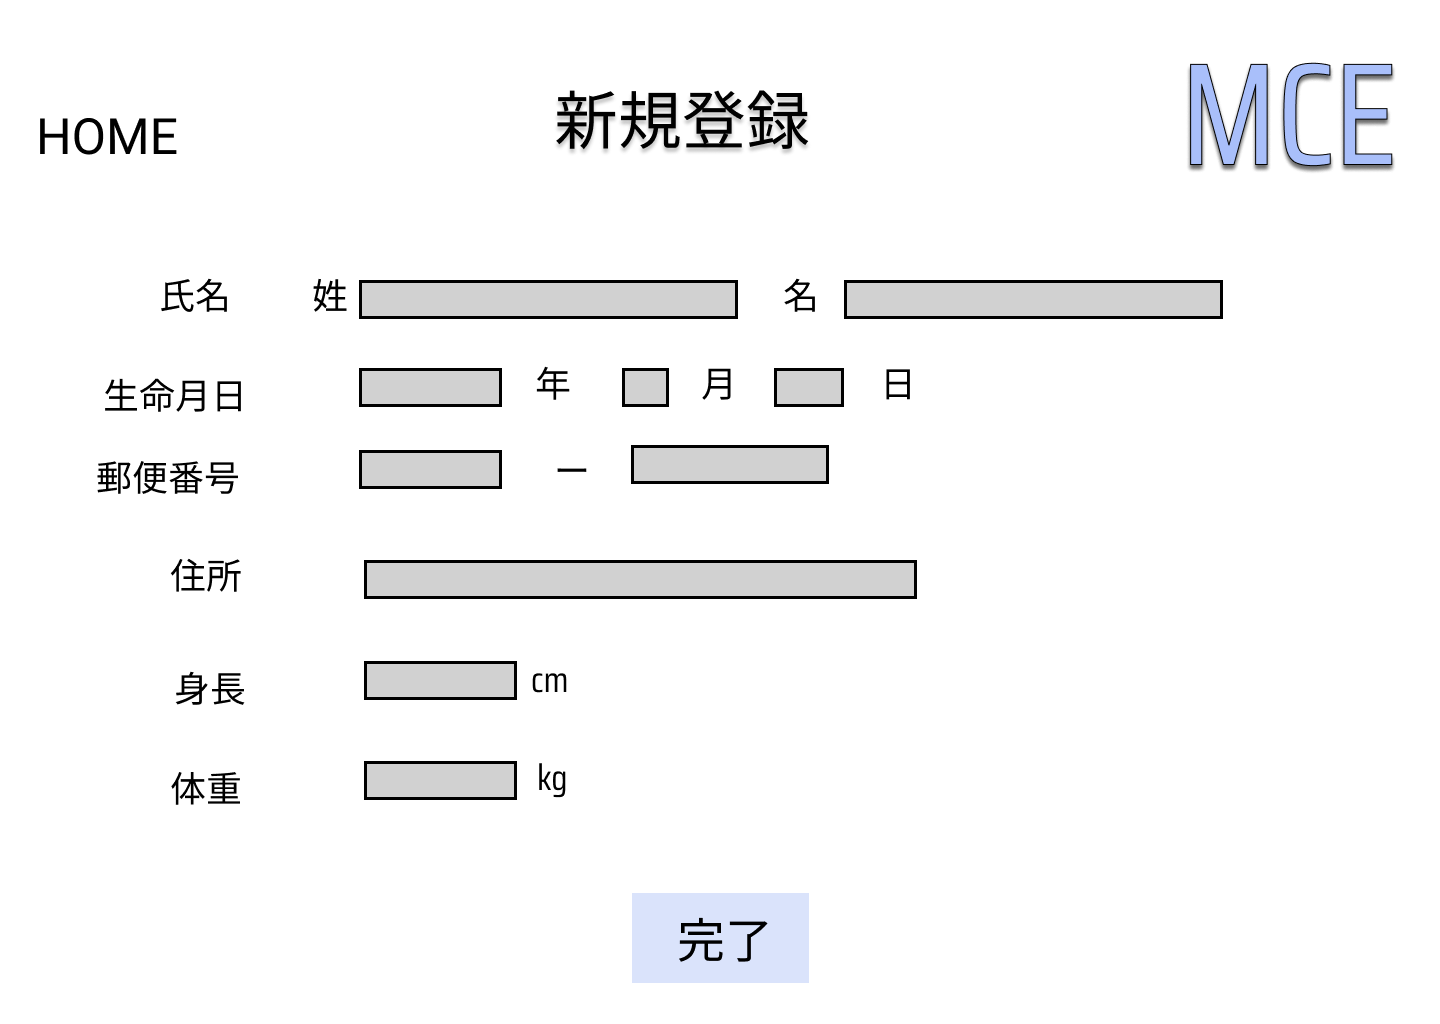 HOME 新規登録 MCE
氏名 姓 名
生命月日 年 月 日
郵便番号 ー
住所
身長 cm
体重 kg
完了